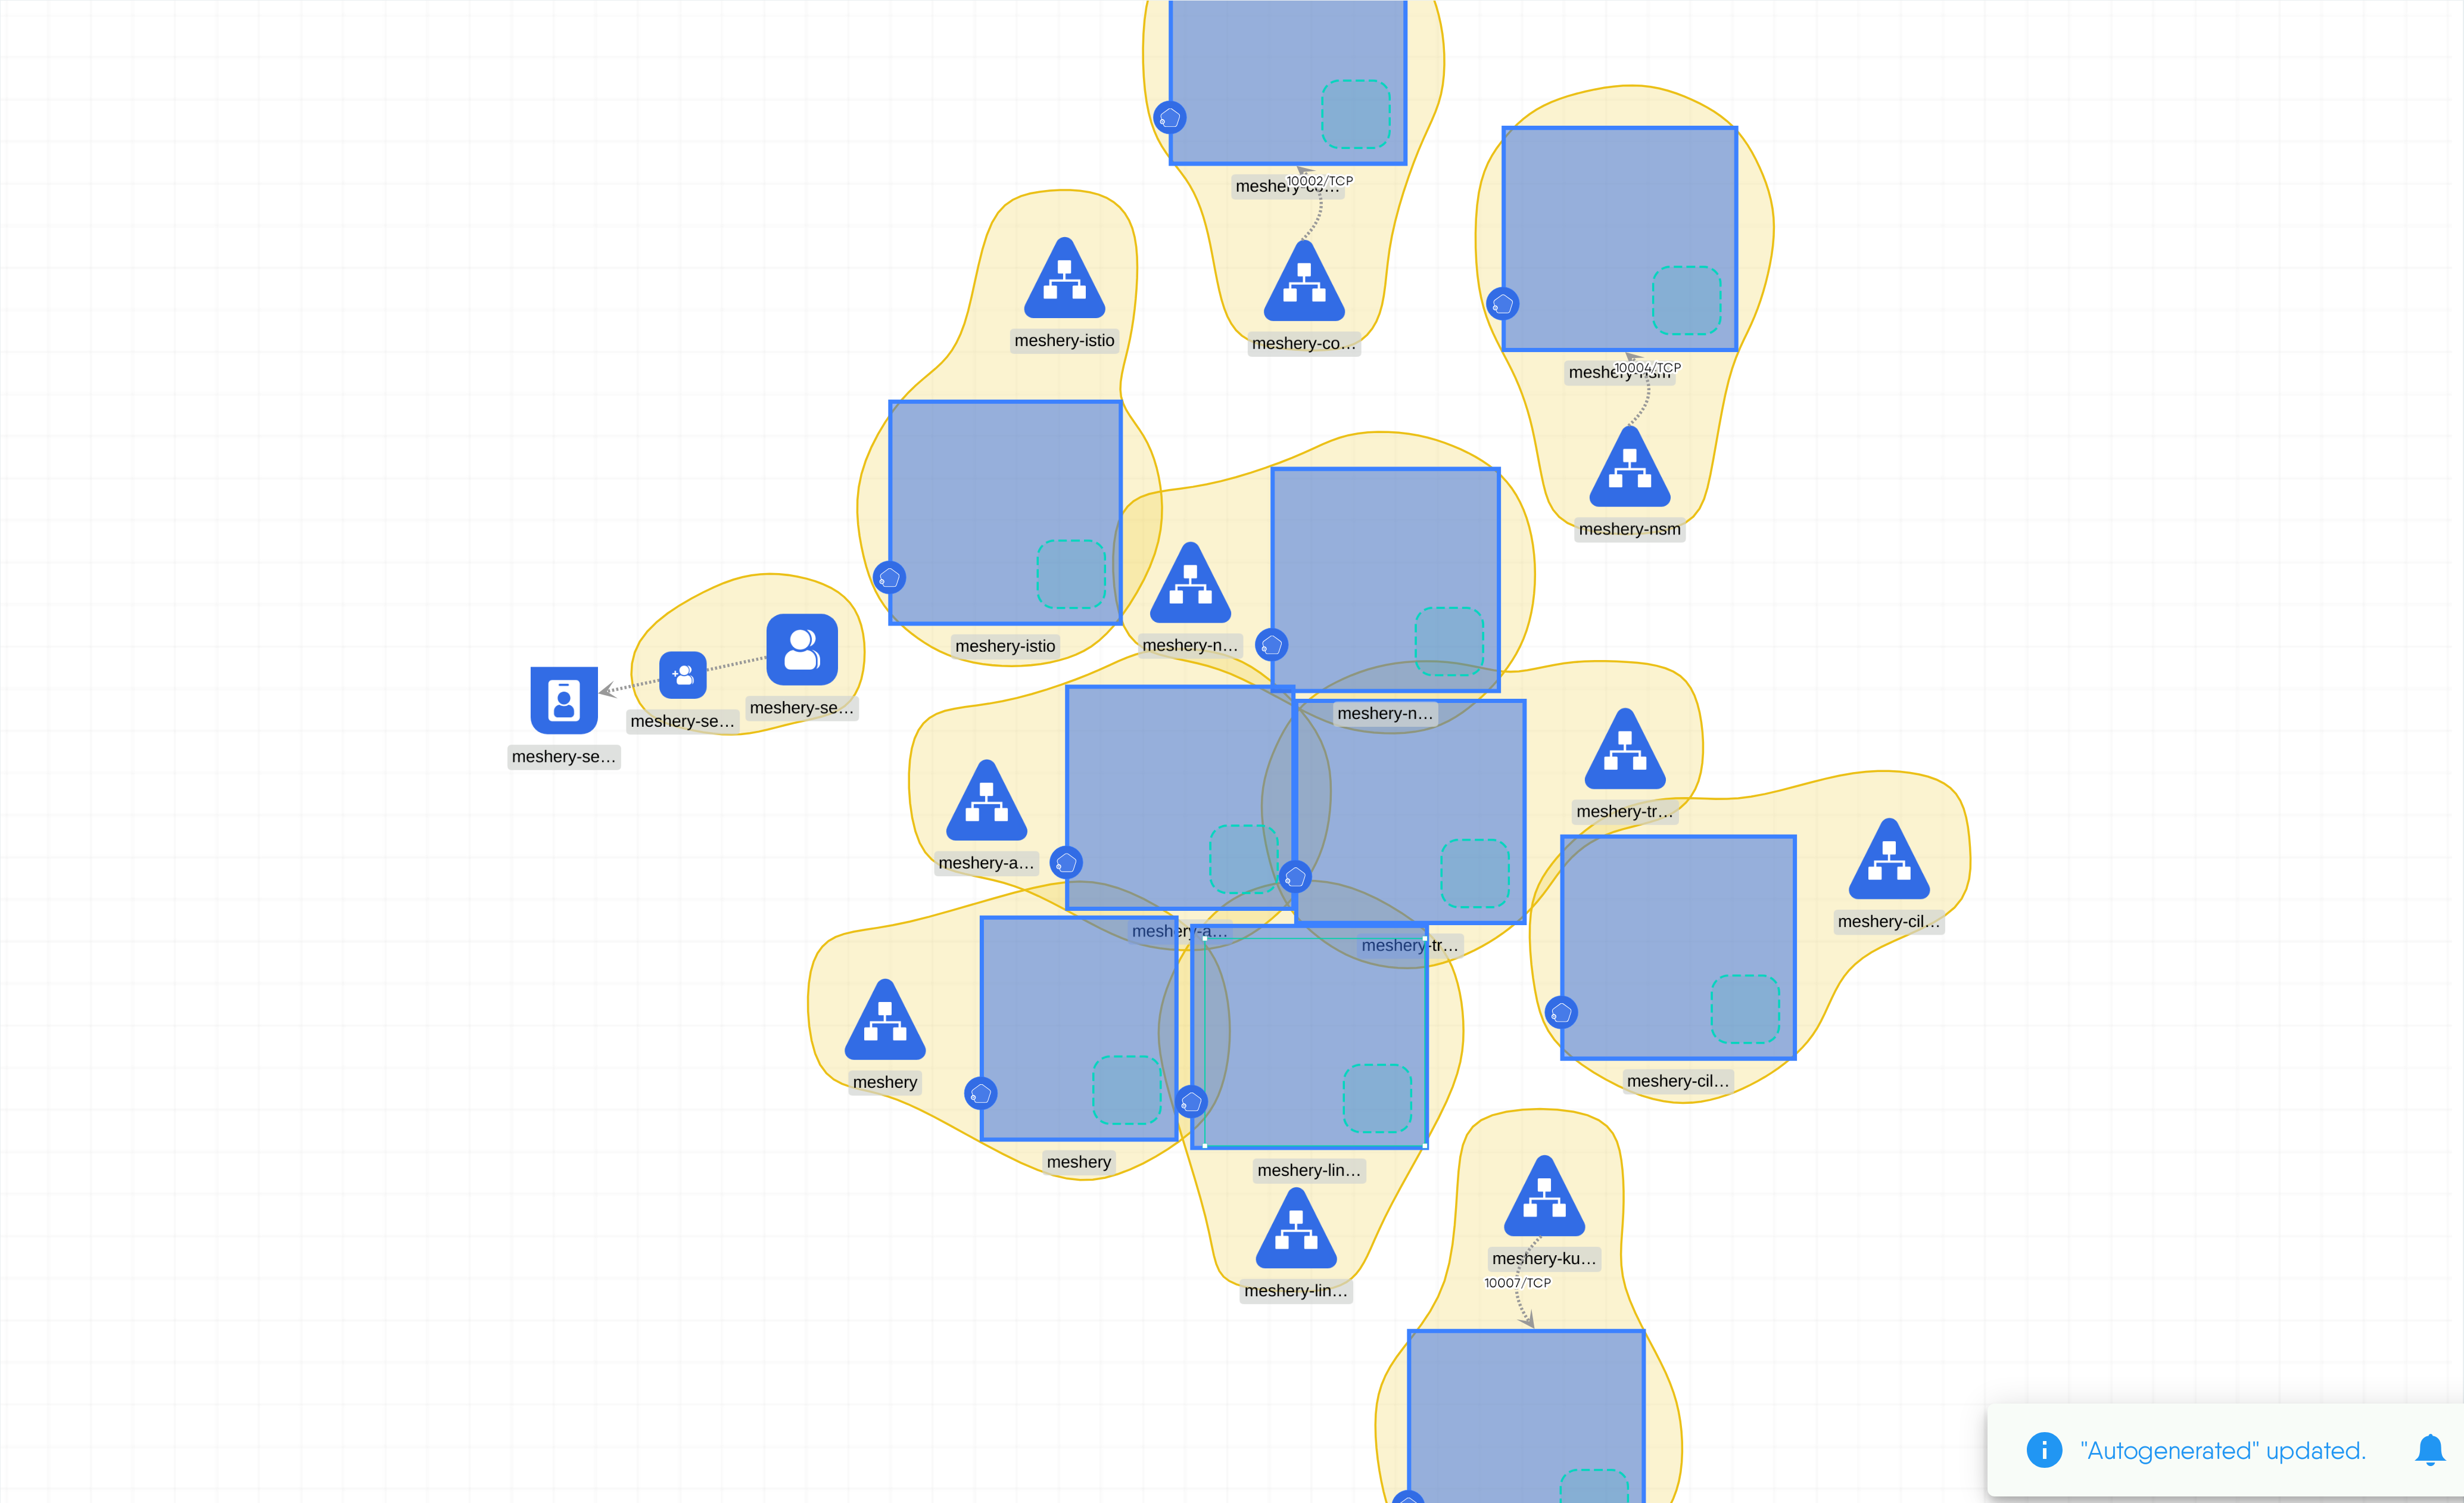 meshery-co…
10002/TCP
meshery-co…
meshery-istio
meshery-nsm
10004/TCP
meshery-nsm
meshery-istio
meshery-n…
meshery-n…
meshery-se…
meshery-se…
meshery-se…
meshery-tr…
meshery-a…
meshery-a…
meshery-tr…
meshery-cil…
meshery-cil…
meshery
meshery
meshery-lin…
meshery-lin…
meshery-ku…
10007/TCP
"Autogenerated" updated.